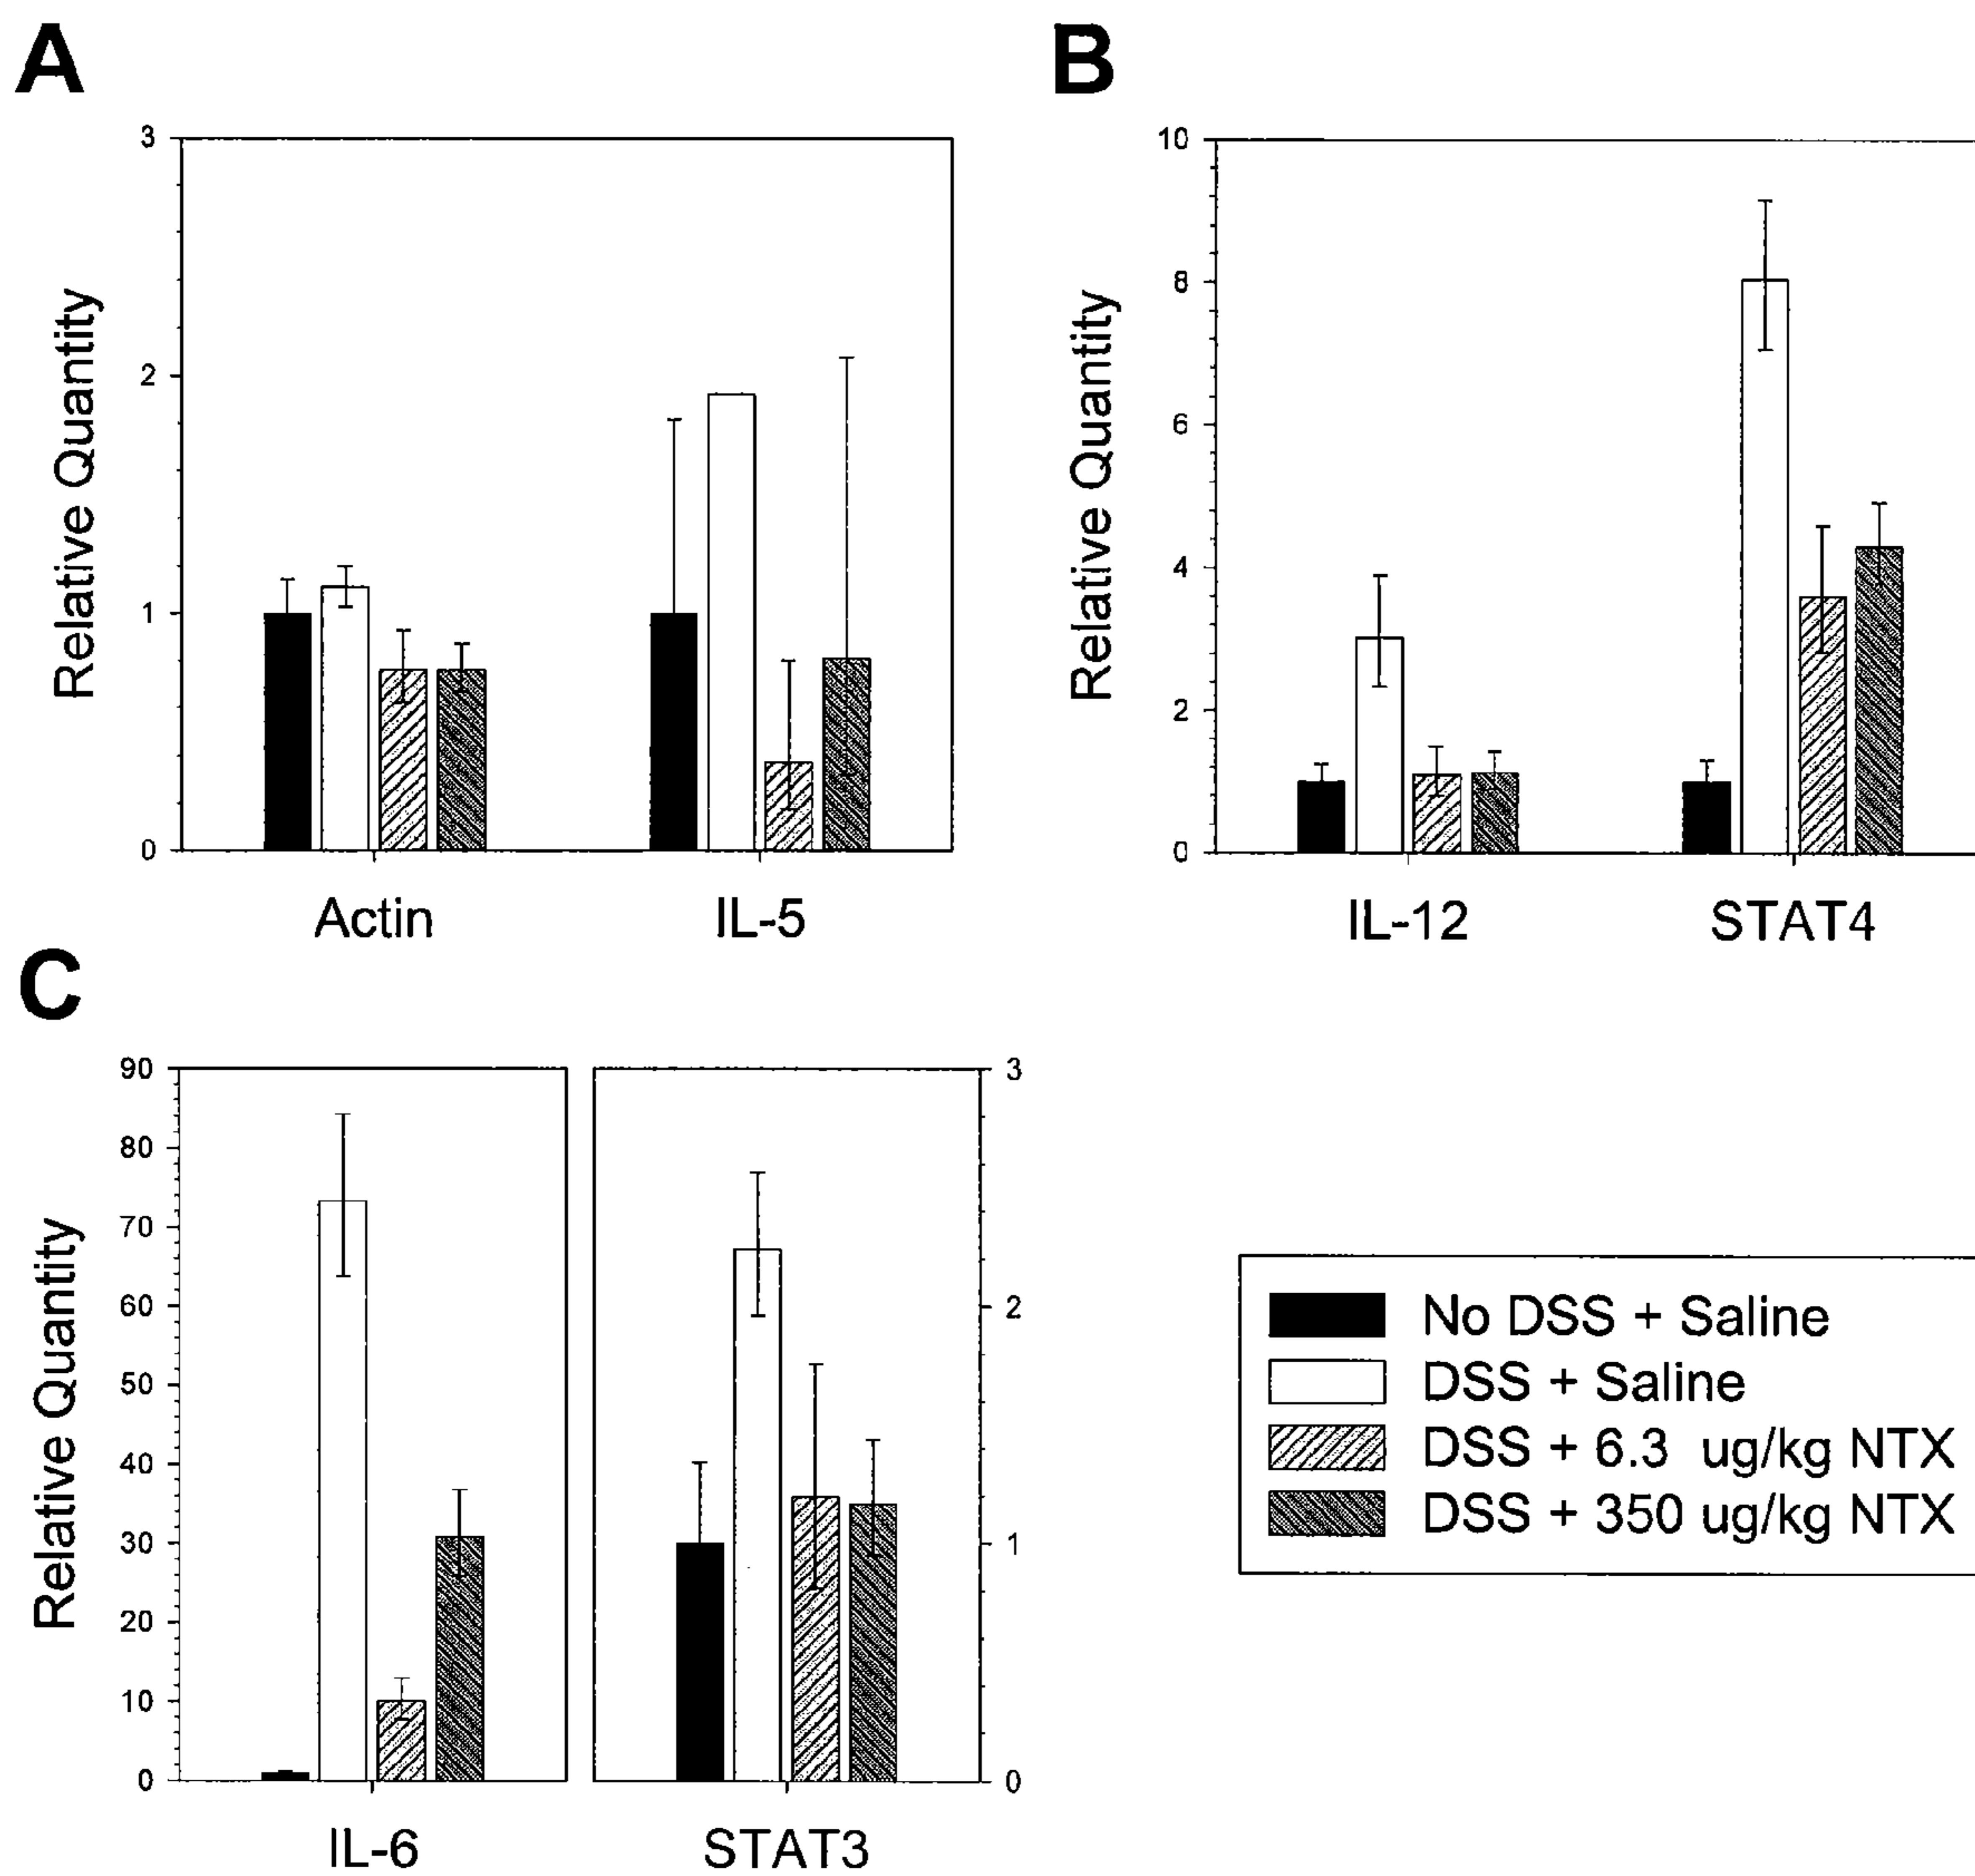 A
Relative Quantity
3
2
1
0
Actin IL-5
B
Relative Quantity
10
8
6
4
2
0
IL-12 STAT4
C
Relative Quantity
90
80
70
60
50
40
30
20
10
0
3
2
1
0
IL-6 STAT3
No DSS + Saline
DSS + Saline
DSS + 6.3 ug/kg NTX
DSS + 350 ug/kg NTX